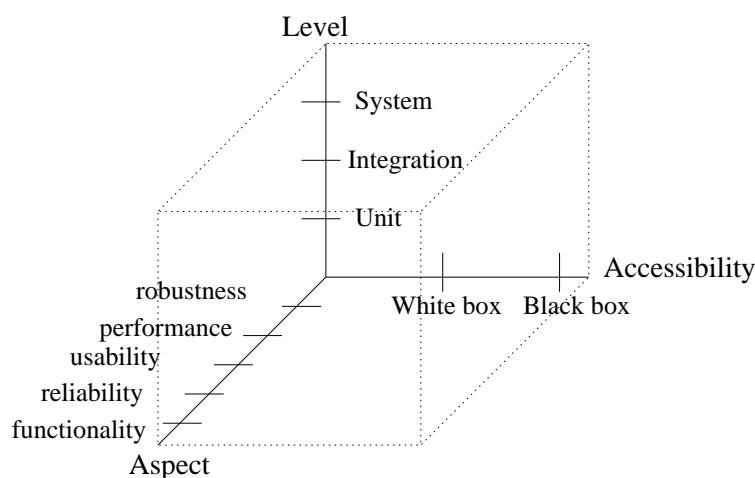 Level
System
Integration
Unit
Accessibility
robustness
White box Black box
performance
usability
reliability
functionality
Aspect